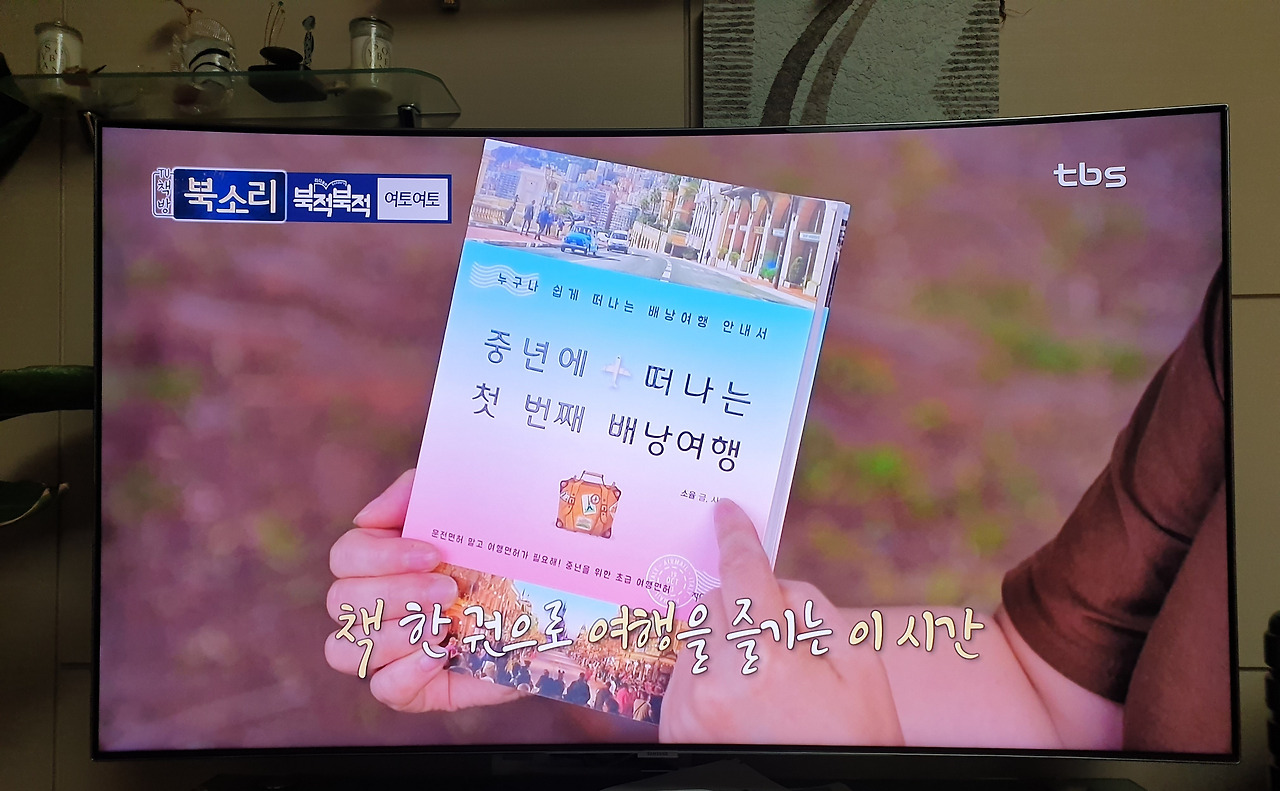 TV책방
북소리
북적북적
여토여토
tbs
누구나 쉽게 떠나는 배낭여행 안내서
중년에 떠나는
첫 번째 배낭여행
소율 글, 사
운전면허 말고 여행면허가 필요해! 중년을 위한 초급 여행면허
책 한 권으로 여행을 즐기는 이 시간